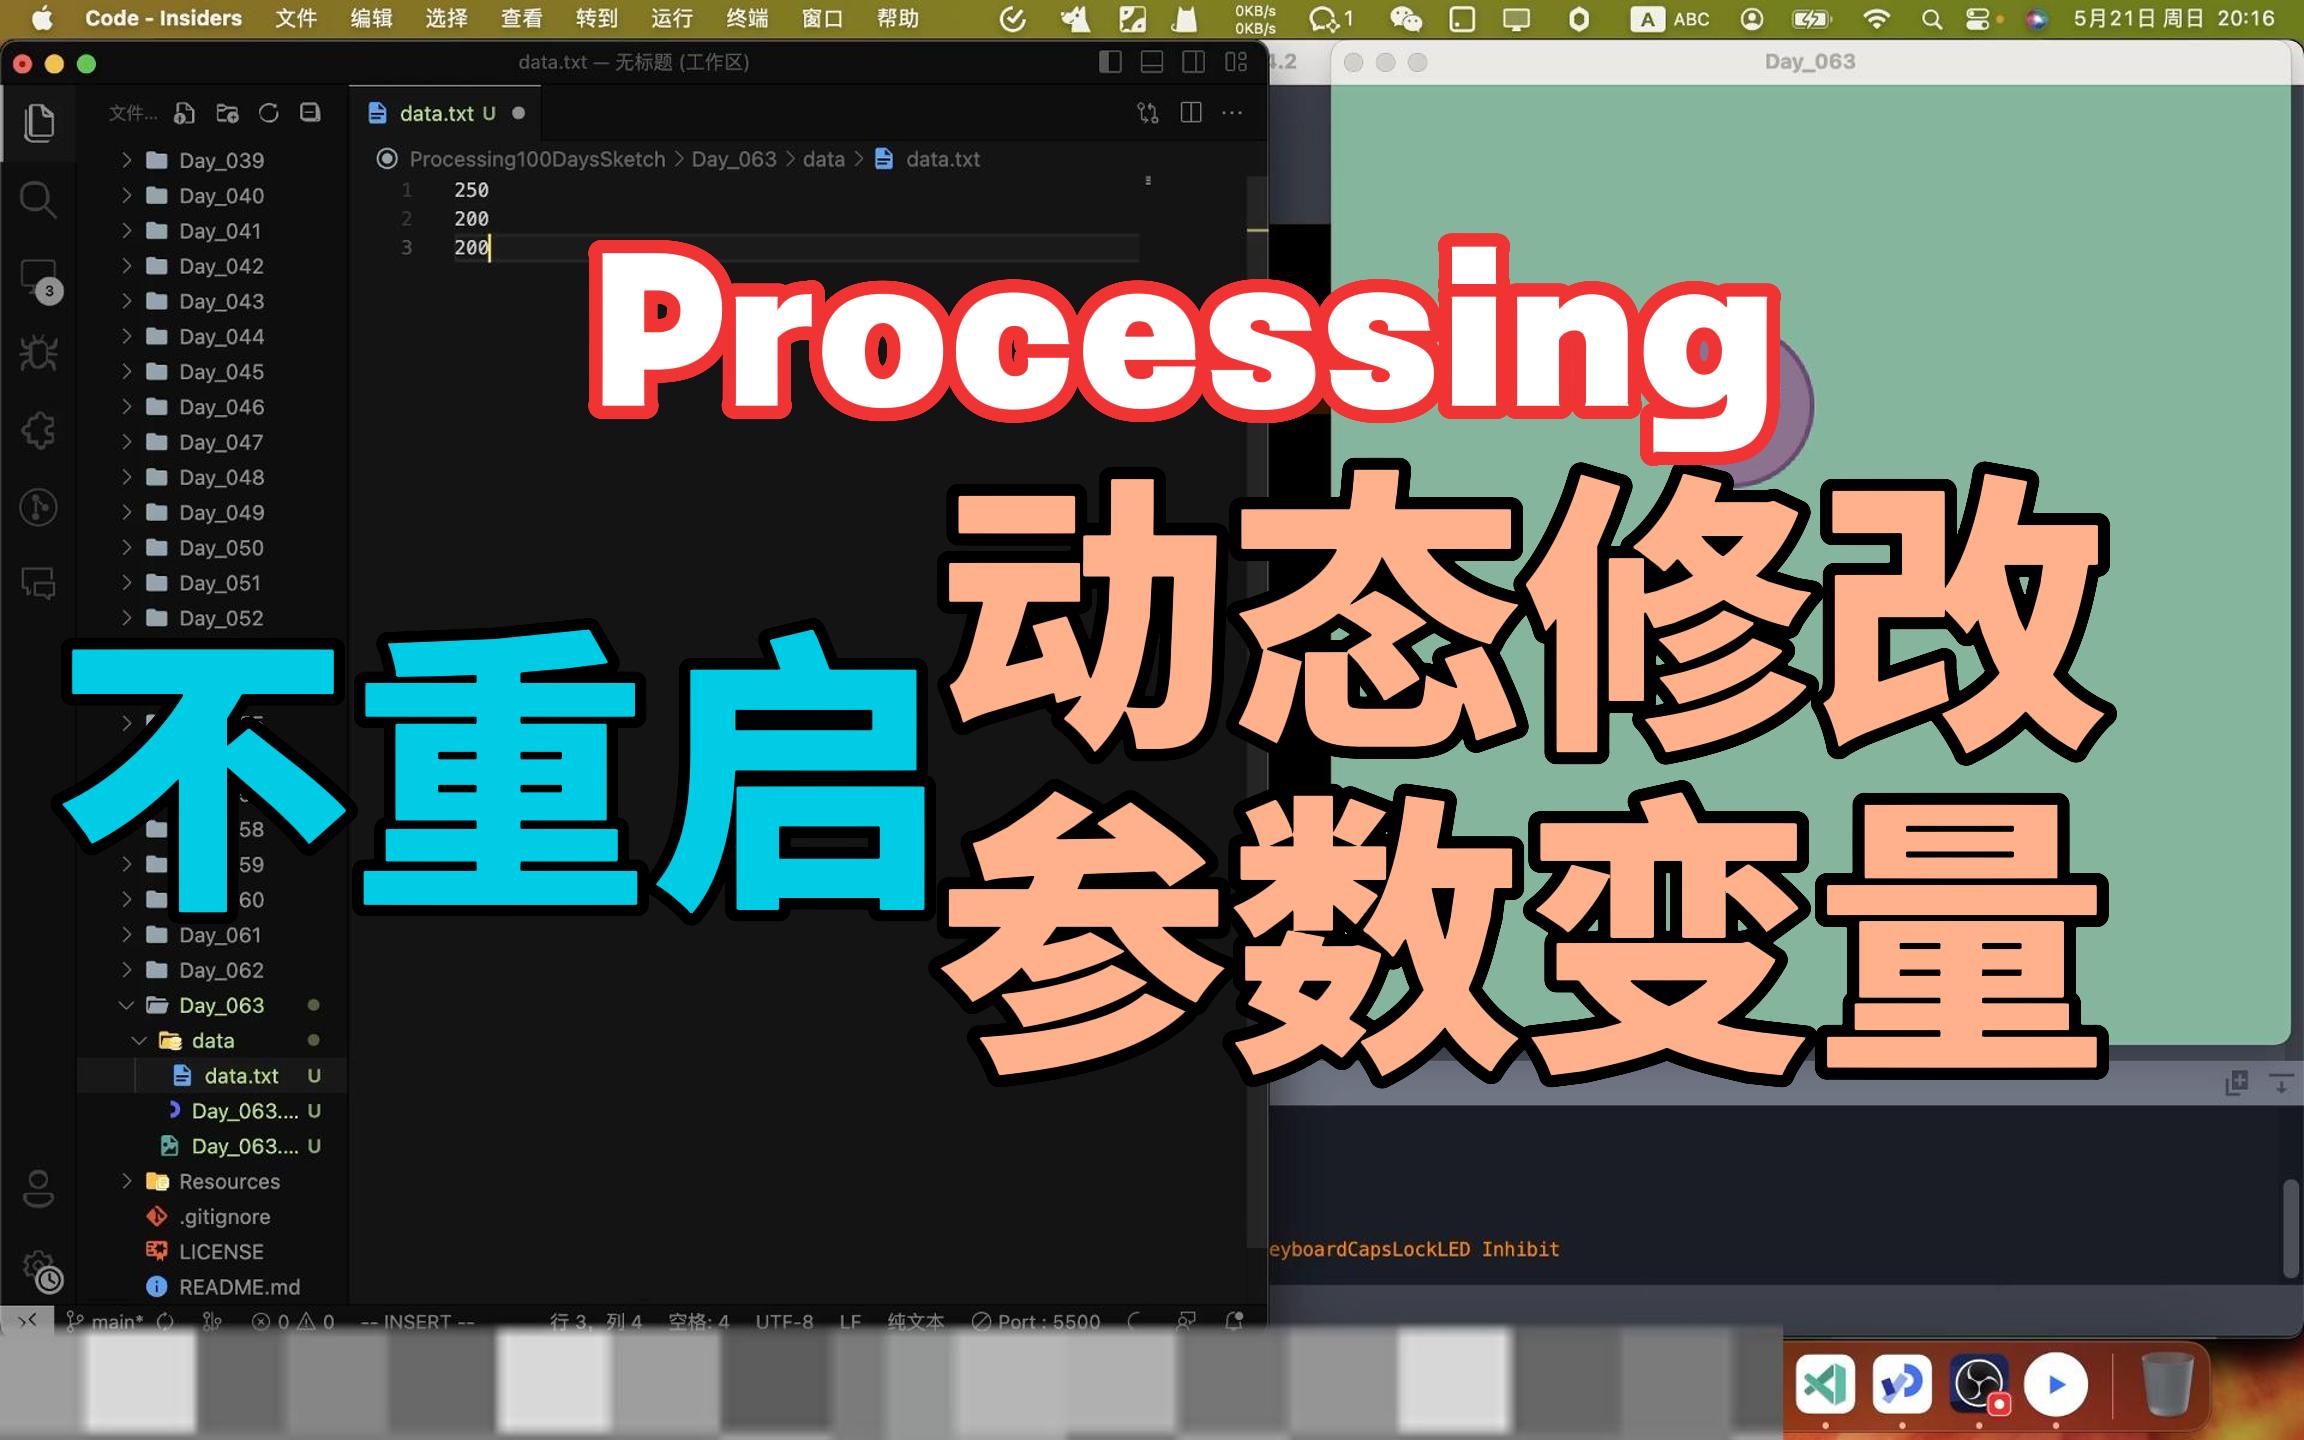 Code - Insiders 文件 编辑 选择 查看 转到 运行 终端 窗口 帮助 0KB/s 1 A ABC 5月21日 周日 20:16
0KB/s
data.txt — 无标题 (工作区)
4.2
Day_063
文件...
data.txt U
Processing100DaysSketch > Day_063 > data > data.txt
1 250
2 200
3 200
Day_039
Day_040
Day_041
Day_042
Day_043
3
Day_044
Day_045
Day_046
Day_047
Day_048
Day_049
Day_050
Day_051
Day_052
58
59
60
Day_061
Day_062
Day_063
data
data.txt U
Day_063.... U
Day_063.... U
Resources
.gitignore
LICENSE
README.md
Processing
不重启
动态修改
参数变量
eyboardCapsLockLED Inhibit
main* 0 0 -- INSERT -- 行 3，列 4 空格: 4 UTF-8 LF 纯文本 Port : 5500